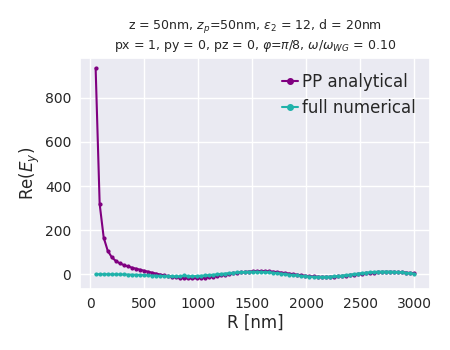 z = 50nm, z_p=50nm, ε_2 = 12, d = 20nm
px = 1, py = 0, pz = 0, φ=π/8, ω/ω_WG = 0.10
PP analytical
full numerical
800
600
400
200
0
Re(E_y)
0 500 1000 1500 2000 2500 3000
R [nm]